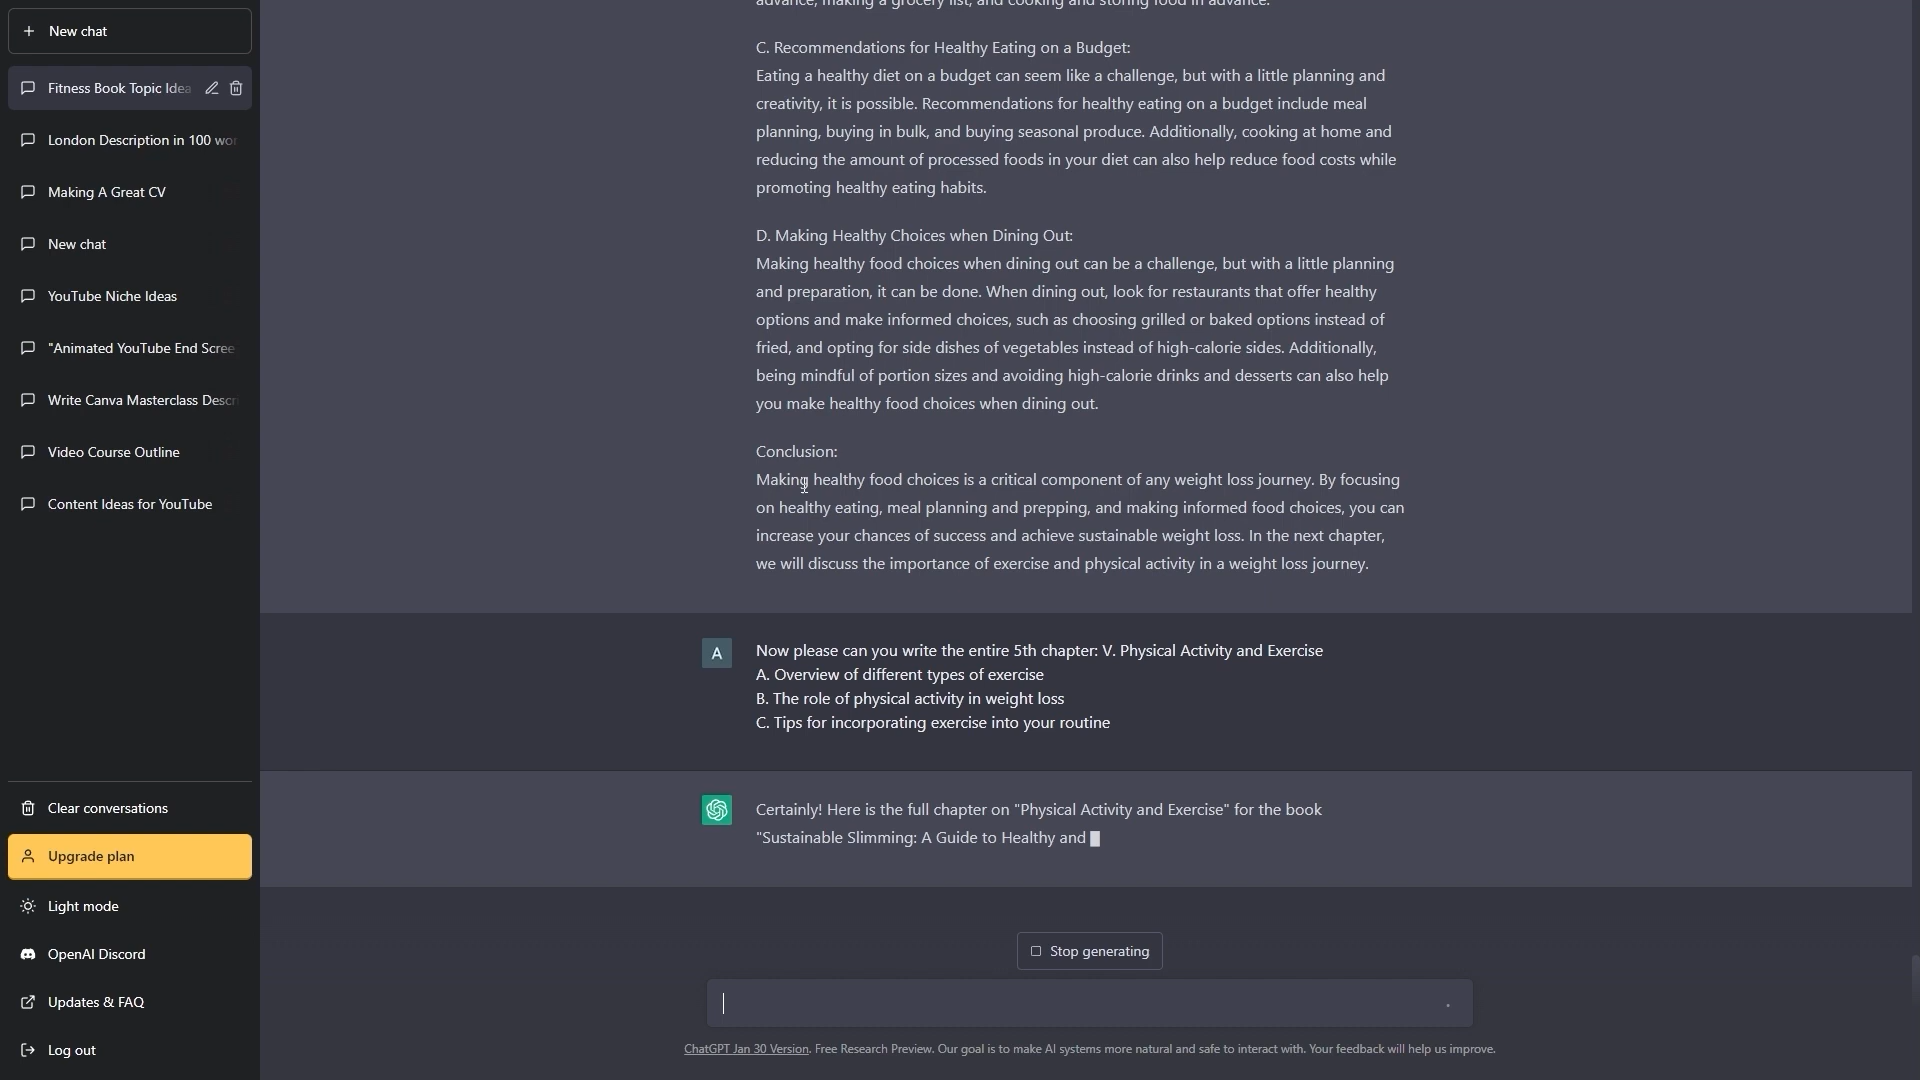 New chat
Fitness Book Topic Idea
London Description in 100 wor
Making A Great CV
New chat
YouTube Niche Ideas
"Animated YouTube End Scree
Write Canva Masterclass Descri
Video Course Outline
Content Ideas for YouTube
Clear conversations
Upgrade plan
Light mode
OpenAI Discord
Updates & FAQ
Log out
advance, making a grocery list, and cooking and storing food in advance.
C. Recommendations for Healthy Eating on a Budget:
Eating a healthy diet on a budget can seem like a challenge, but with a little planning and
creativity, it is possible. Recommendations for healthy eating on a budget include meal
planning, buying in bulk, and buying seasonal produce. Additionally, cooking at home and
reducing the amount of processed foods in your diet can also help reduce food costs while
promoting healthy eating habits.
D. Making Healthy Choices when Dining Out:
Making healthy food choices when dining out can be a challenge, but with a little planning
and preparation, it can be done. When dining out, look for restaurants that offer healthy
options and make informed choices, such as choosing grilled or baked options instead of
fried, and opting for side dishes of vegetables instead of high-calorie sides. Additionally,
being mindful of portion sizes and avoiding high-calorie drinks and desserts can also help
you make healthy food choices when dining out.
Conclusion:
Making healthy food choices is a critical component of any weight loss journey. By focusing
on healthy eating, meal planning and prepping, and making informed food choices, you can
increase your chances of success and achieve sustainable weight loss. In the next chapter,
we will discuss the importance of exercise and physical activity in a weight loss journey.
A
Now please can you write the entire 5th chapter: V. Physical Activity and Exercise
A. Overview of different types of exercise
B. The role of physical activity in weight loss
C. Tips for incorporating exercise into your routine
Certainly! Here is the full chapter on "Physical Activity and Exercise" for the book
"Sustainable Slimming: A Guide to Healthy and
Stop generating
ChatGPT Jan 30 Version. Free Research Preview. Our goal is to make AI systems more natural and safe to interact with. Your feedback will help us improve.